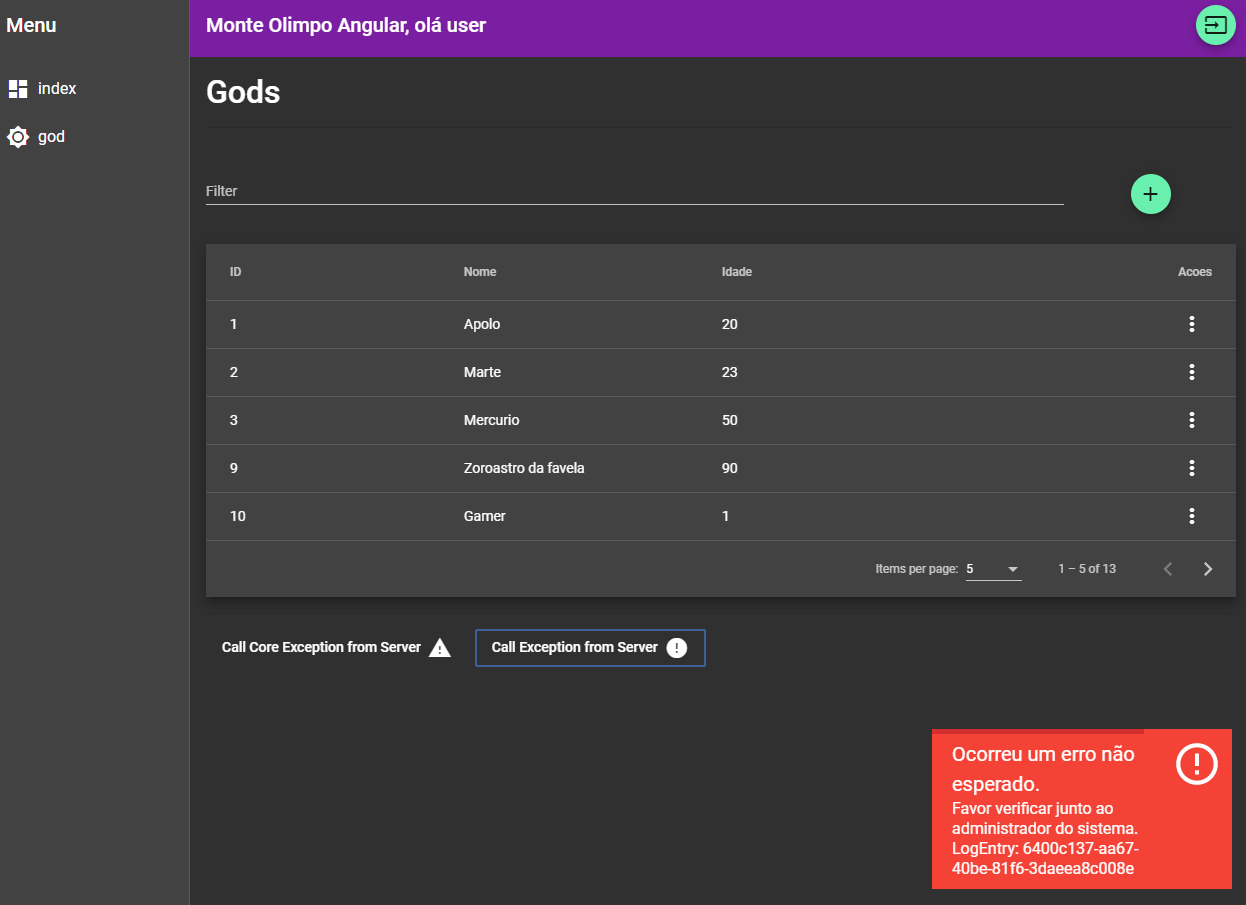 Menu
Monte Olimpo Angular, olá user
index
god
Gods
Filter
ID Nome Idade Acoes
1 Apolo 20
2 Marte 23
3 Mercurio 50
9 Zoroastro da favela 90
10 Gamer 1
Items per page: 5 1 – 5 of 13
Call Core Exception from Server Call Exception from Server
Ocorreu um erro não
esperado.
Favor verificar junto ao
administrador do sistema.
LogEntry: 6400c137-aa67-
40be-81f6-3daeea8c008e